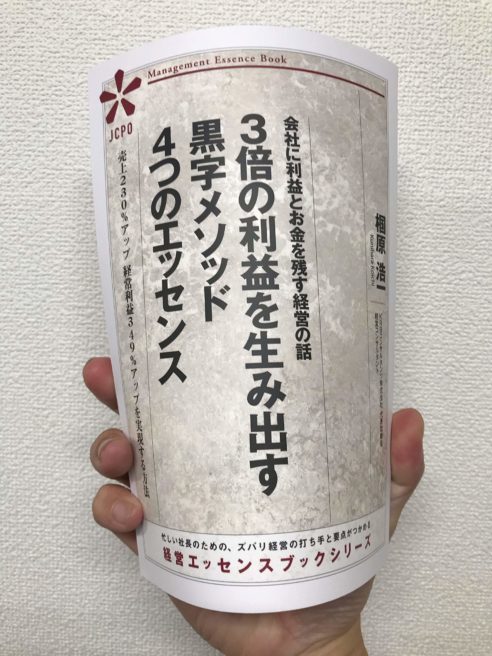 Management Essence Book
JCPO
椢原 浩一
Kunihara KOICHI
会社に利益とお金を残す経営の話
3倍の利益を生み出す
黒字メソッド
4つのエッセンス
売上230%アップ 経常利益349%アップを実現する方法
忙しい社長のための、ズバリ経営の打ち手と要点がつかめる
経営エッセンスブックシリーズ